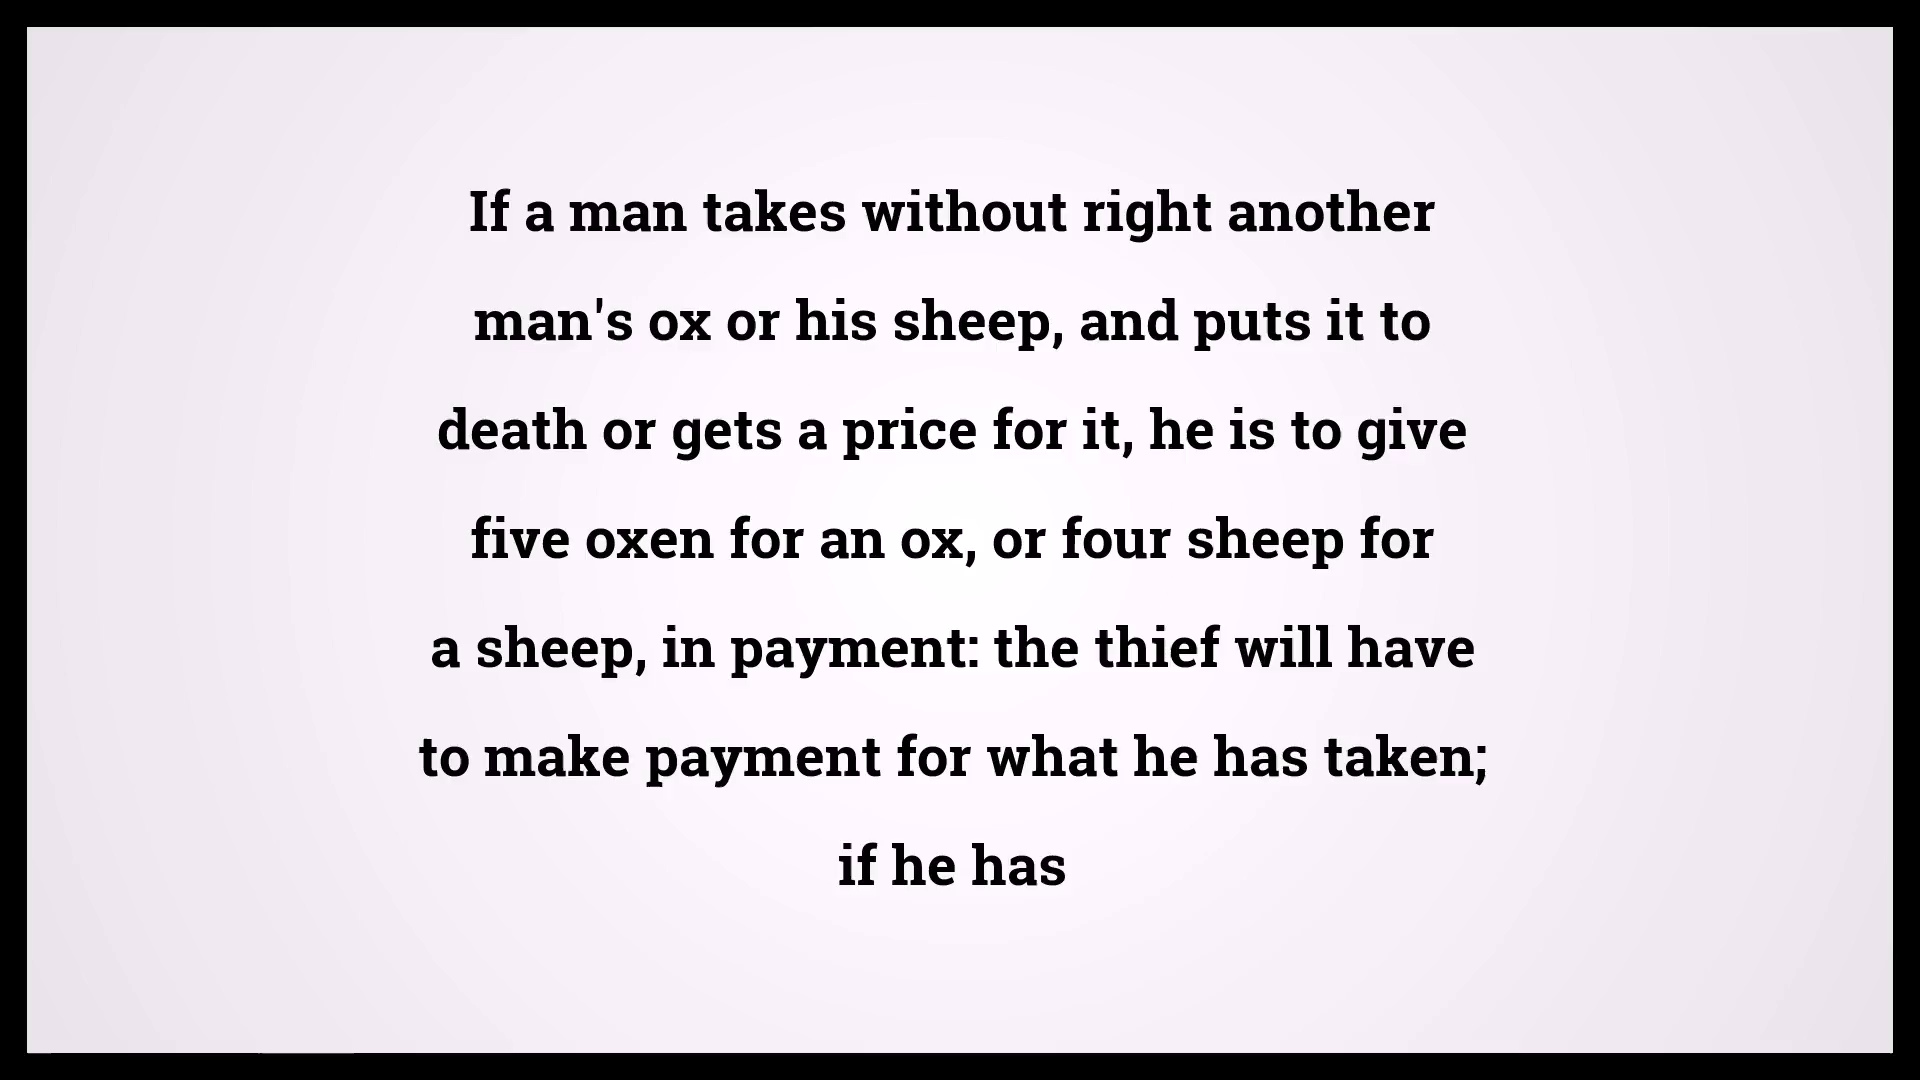 If a man takes without right another
man's ox or his sheep, and puts it to
death or gets a price for it, he is to give
five oxen for an ox, or four sheep for
a sheep, in payment: the thief will have
to make payment for what he has taken;
if he has